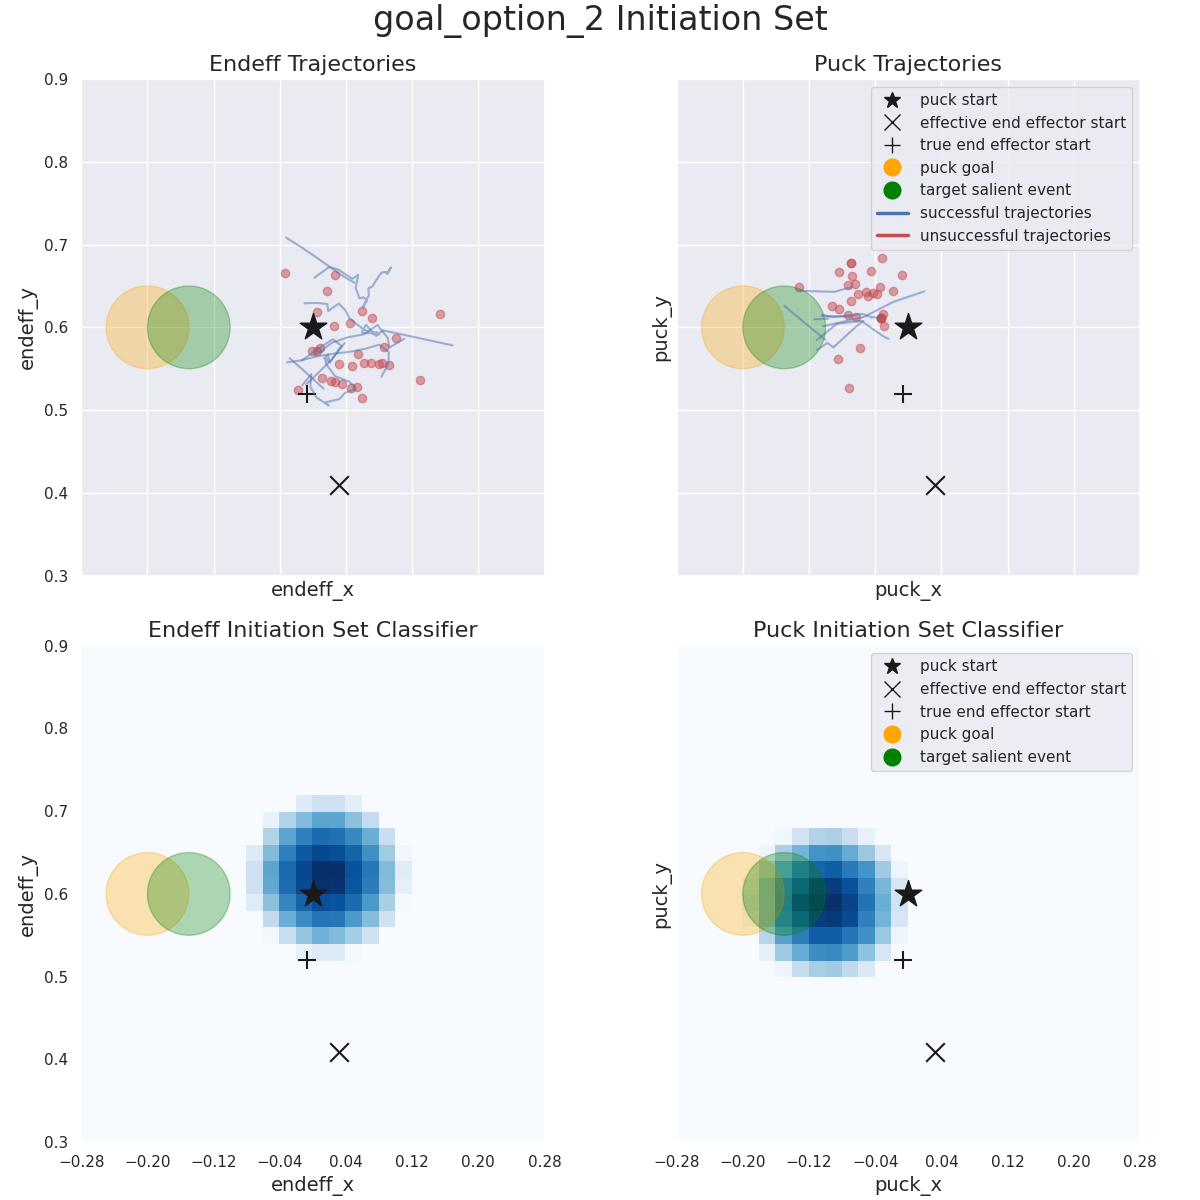 goal_option_2 Initiation Set
Endeff Trajectories
0.9
0.8
0.7
0.6
0.5
0.4
0.3
endeff_y
endeff_x
Puck Trajectories
puck start
effective end effector start
true end effector start
puck goal
target salient event
successful trajectories
unsuccessful trajectories
puck_y
puck_x
Endeff Initiation Set Classifier
0.9
0.8
0.7
0.6
0.5
0.4
0.3
endeff_y
−0.28 −0.20 −0.12 −0.04 0.04 0.12 0.20 0.28
endeff_x
Puck Initiation Set Classifier
puck start
effective end effector start
true end effector start
puck goal
target salient event
puck_y
−0.28 −0.20 −0.12 −0.04 0.04 0.12 0.20 0.28
puck_x